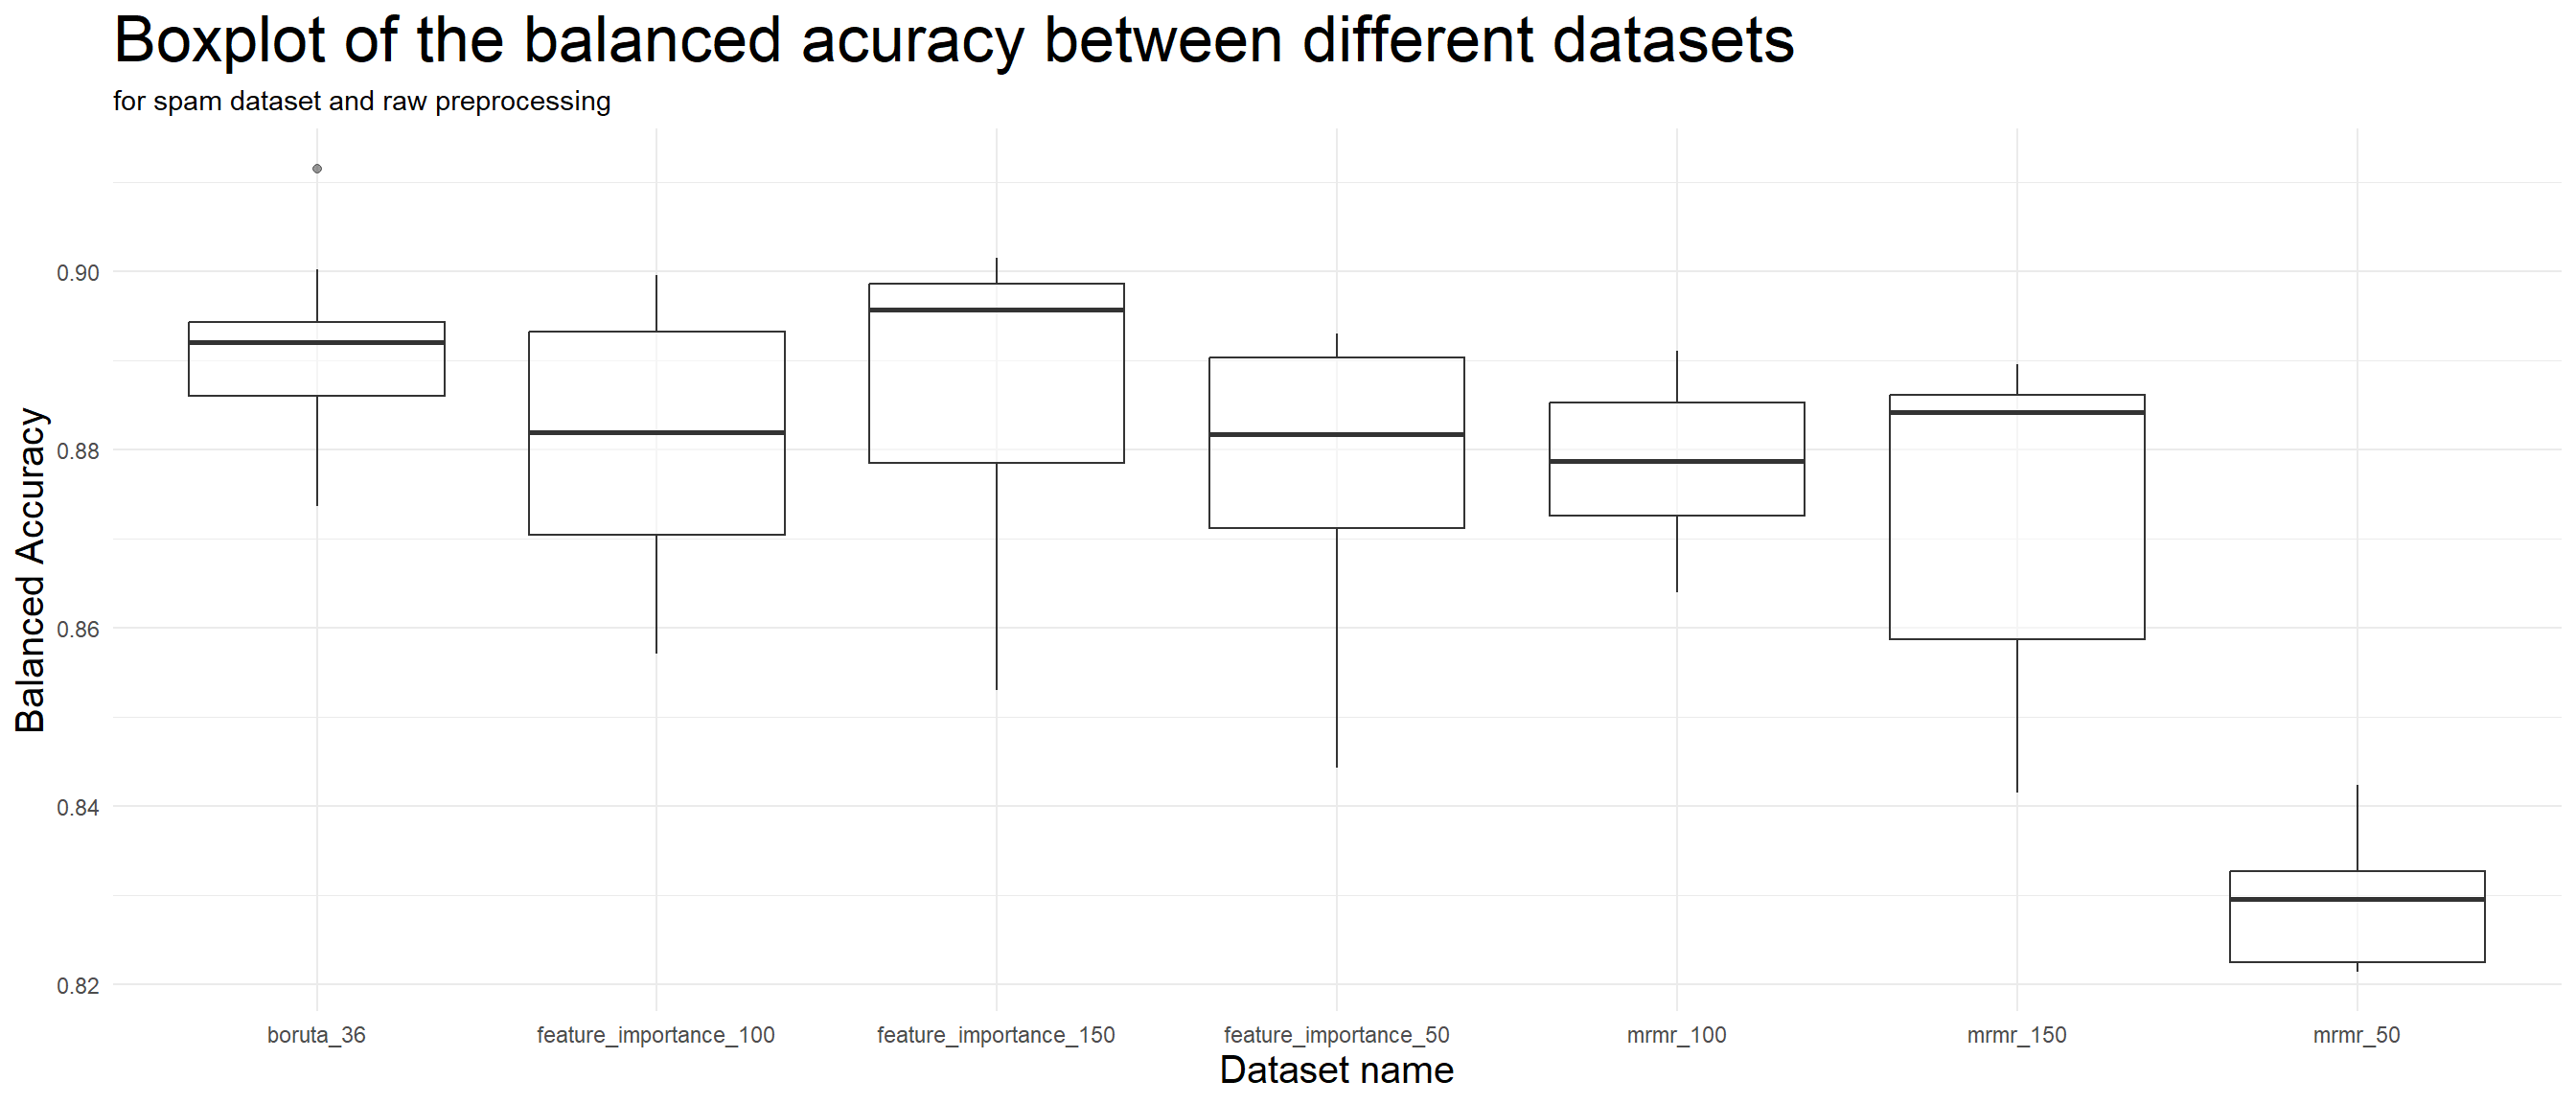 Boxplot of the balanced acuracy between different datasets
for spam dataset and raw preprocessing
Balanced Accuracy
0.90
0.88
0.86
0.84
0.82
boruta_36
feature_importance_100
feature_importance_150
feature_importance_50
mrmr_100
mrmr_150
mrmr_50
Dataset name